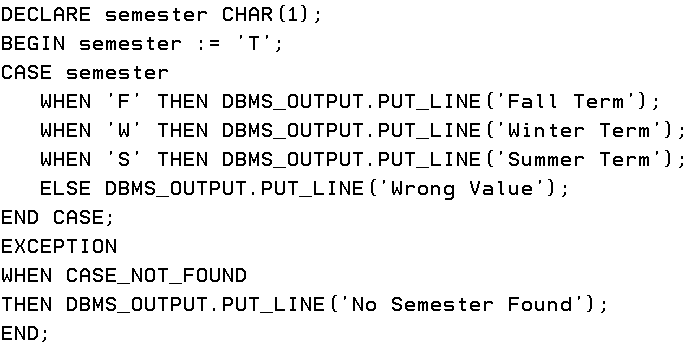 DECLARE semester CHAR(1);
BEGIN semester := 'T';
CASE semester
   WHEN 'F' THEN DBMS_OUTPUT.PUT_LINE('Fall Term');
   WHEN 'W' THEN DBMS_OUTPUT.PUT_LINE('Winter Term');
   WHEN 'S' THEN DBMS_OUTPUT.PUT_LINE('Summer Term');
   ELSE DBMS_OUTPUT.PUT_LINE('Wrong Value');
END CASE;
EXCEPTION
WHEN CASE_NOT_FOUND
THEN DBMS_OUTPUT.PUT_LINE('No Semester Found');
END;